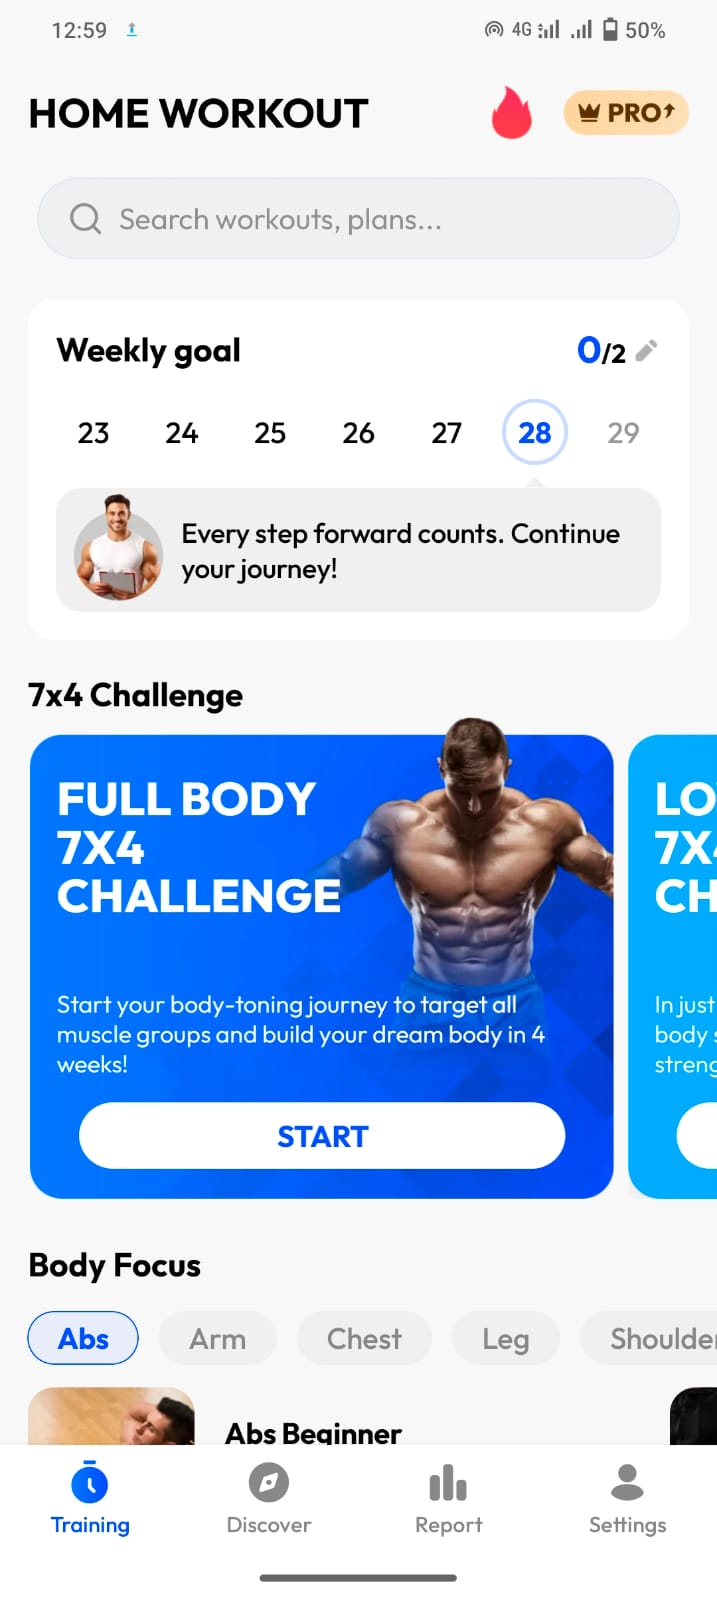 12:59 4G 50%
HOME WORKOUT PRO
Search workouts, plans...
Weekly goal 0/2
23 24 25 26 27 28 29
Every step forward counts. Continue
your journey!
7x4 Challenge
FULL BODY
7X4
CHALLENGE
Start your body-toning journey to target all
muscle groups and build your dream body in 4
weeks!
START
LO
7X
CH
In just
body
streng
Body Focus
Abs Arm Chest Leg Shoulder
Abs Beginner
Training Discover Report Settings